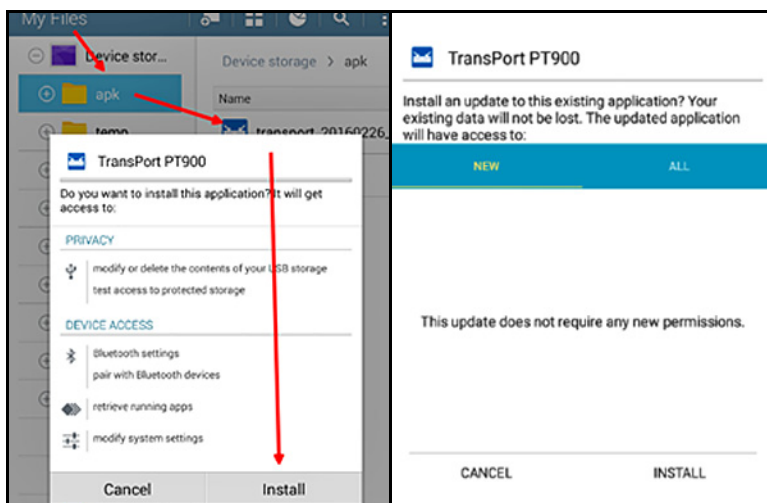 My Files
Device stor...
Device storage > apk
apk
Name
temp
transport_20160226_
TransPort PT900
Do you want to install this application? It will get
access to:
PRIVACY
modify or delete the contents of your USB storage
test access to protected storage
DEVICE ACCESS
Bluetooth settings
pair with Bluetooth devices
retrieve running apps
modify system settings
Cancel
Install
TransPort PT900
Install an update to this existing application? Your
existing data will not be lost. The updated application
will have access to:
NEW
ALL
This update does not require any new permissions.
CANCEL
INSTALL